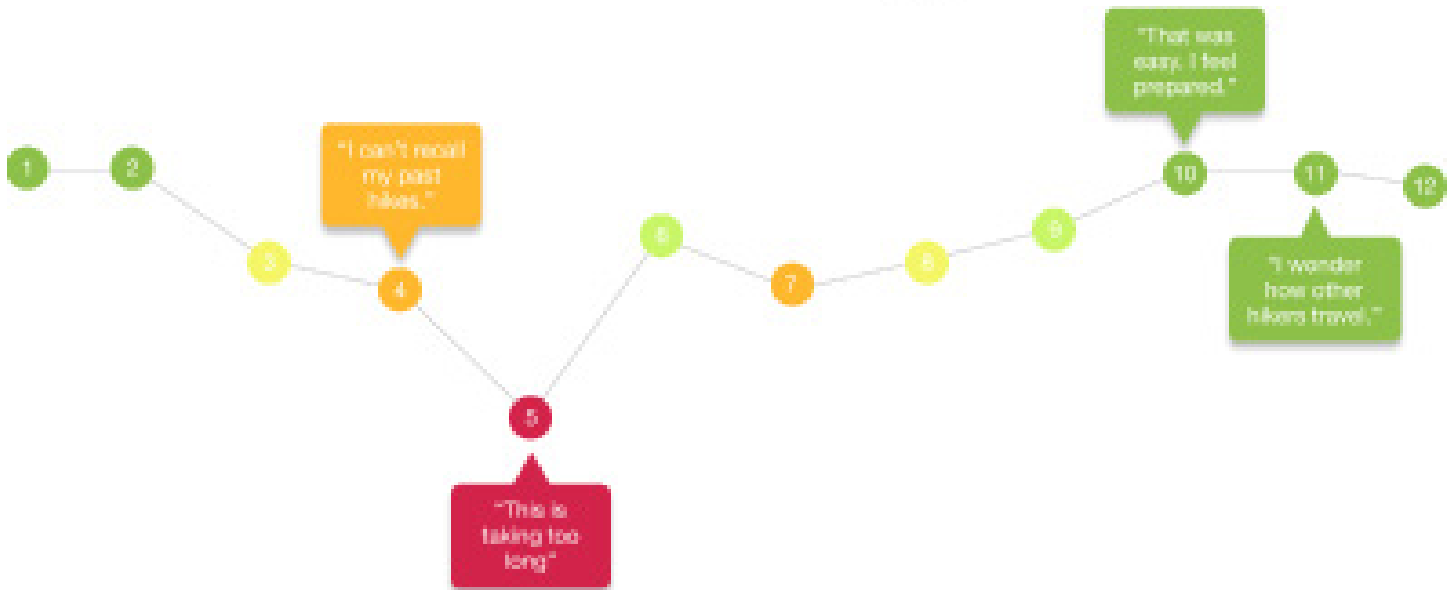 "That was
easy. I feel
prepared."
"I can't recall
my past
hikes."
1
2
3
4
5
6
7
8
9
10
11
12
"I wonder
how other
hikers travel."
"This is
taking too
long"